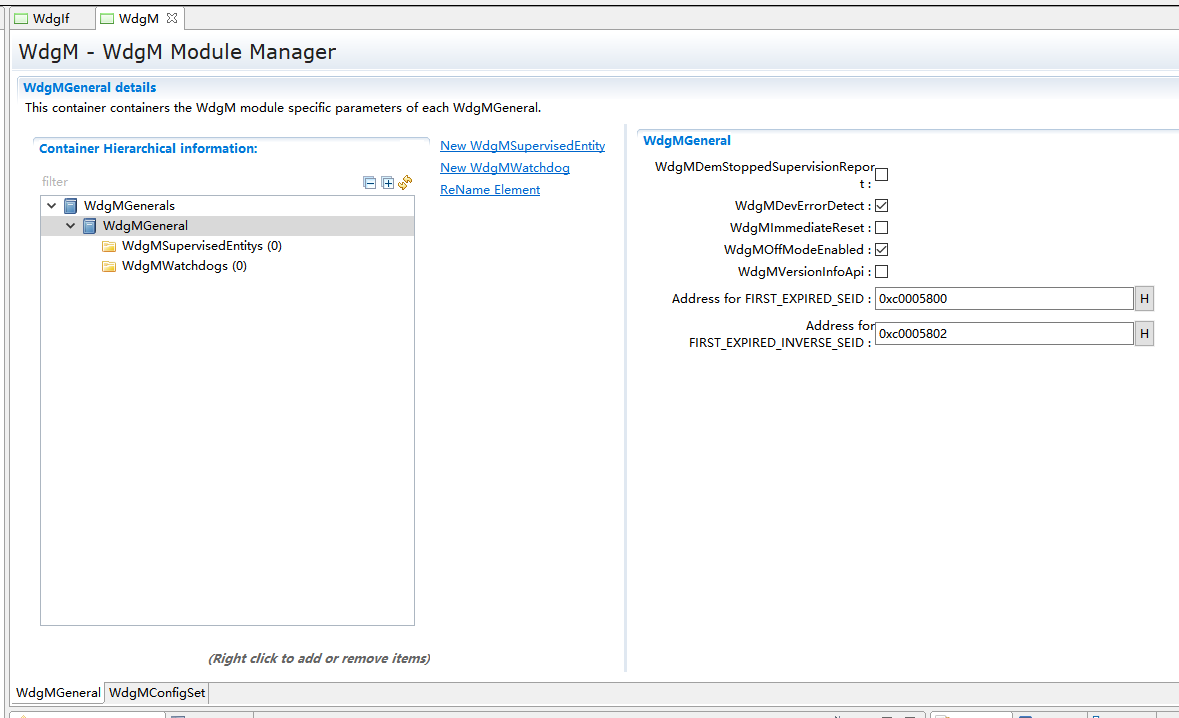 WdgIf
WdgM
WdgM - WdgM Module Manager
WdgMGeneral details
This container containers the WdgM module specific parameters of each WdgMGeneral.
Container Hierarchical information:
filter
WdgMGenerals
WdgMGeneral
WdgMSupervisedEntitys (0)
WdgMWatchdogs (0)
(Right click to add or remove items)
New WdgMSupervisedEntity
New WdgMWatchdog
ReName Element
WdgMGeneral
WdgMDemStoppedSupervisionRepor
t :
WdgMDevErrorDetect :
WdgMImmediateReset :
WdgMOffModeEnabled :
WdgMVersionInfoApi :
Address for FIRST_EXPIRED_SEID : 0xc0005800 H
Address for
FIRST_EXPIRED_INVERSE_SEID : 0xc0005802 H
WdgMGeneral
WdgMConfigSet